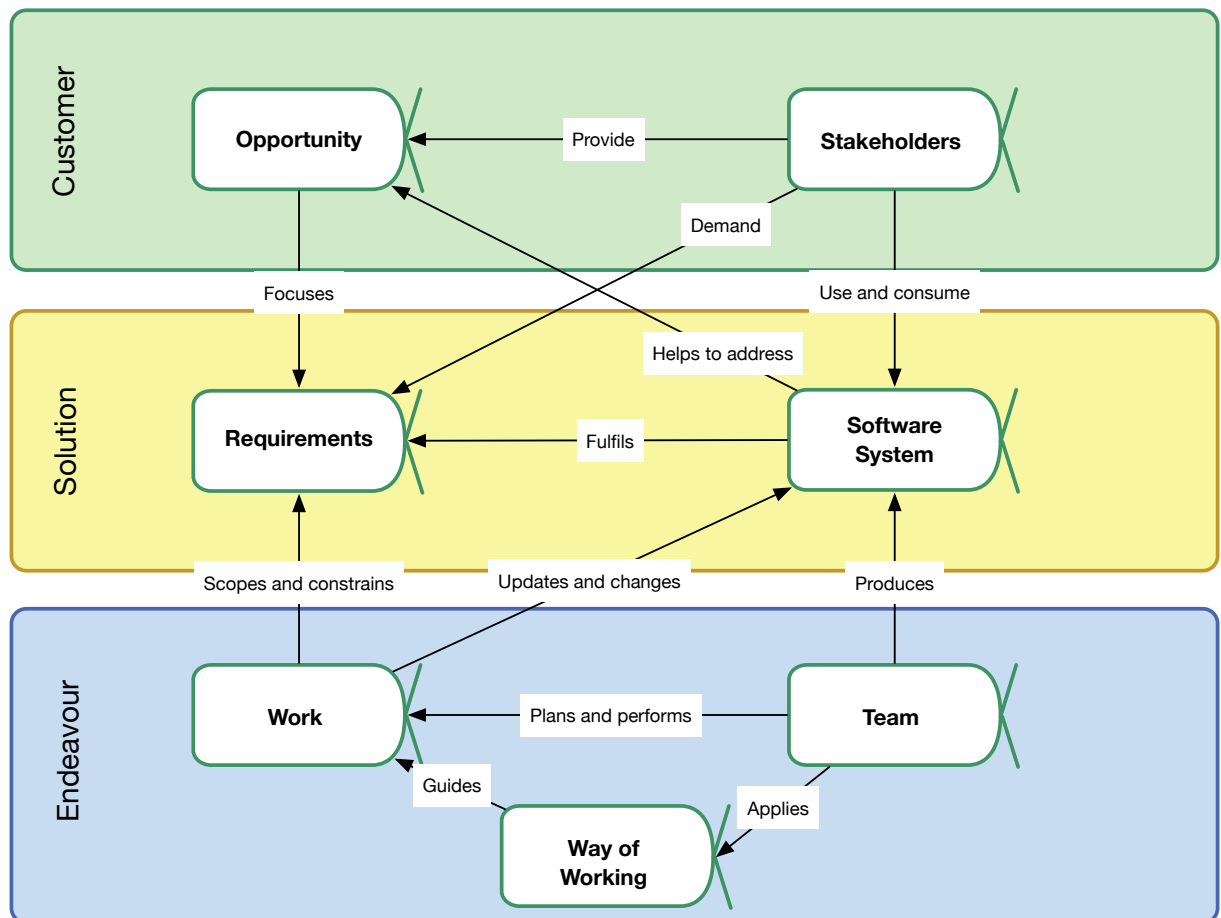 Customer
Opportunity
Provide
Stakeholders
Demand
Focuses
Use and consume
Helps to address
Solution
Requirements
Fulfils
Software
System
Scopes and constrains
Updates and changes
Produces
Endeavour
Work
Plans and performs
Team
Guides
Applies
Way of
Working